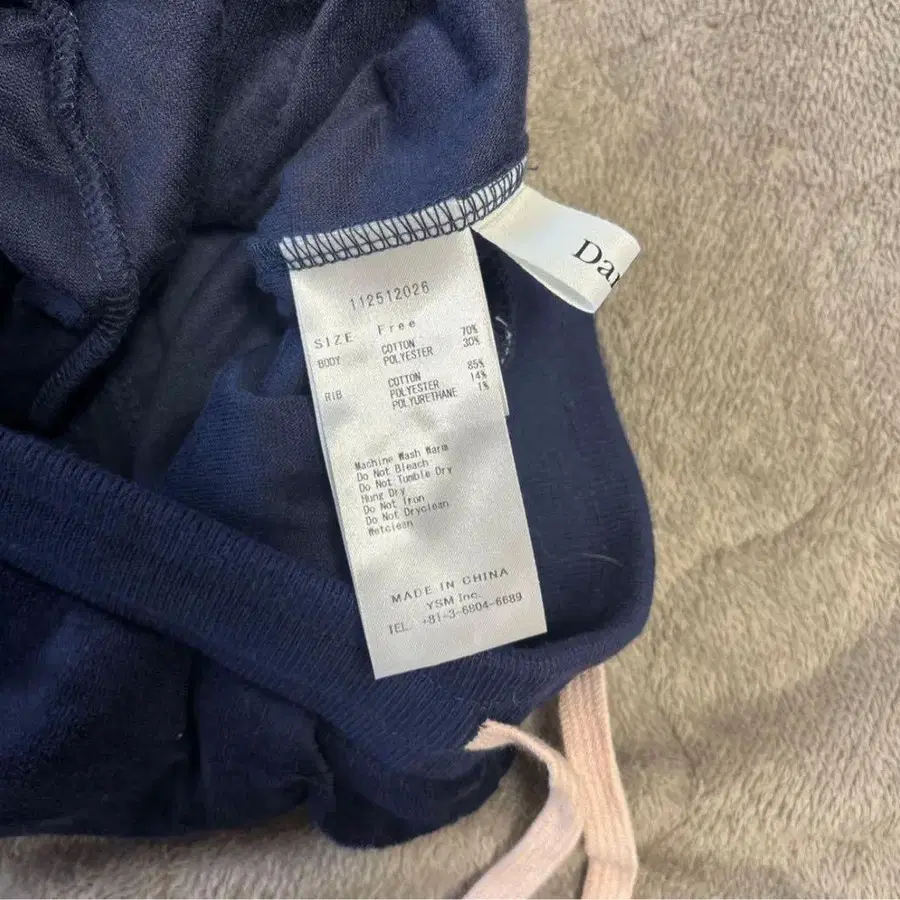 Dar
112512026
SIZE Free
BODY COTTON 70%
POLYESTER 30%
RIB COTTON 85%
POLYESTER 14%
POLYURETHANE 1%
Machine Wash Warm
Do Not Bleach
Do Not Tumble Dry
Hung Dry
Do Not Iron
Do Not Dryclean
Wetclean
MADE IN CHINA
YSM Inc.
TEL. +81-3-6804-6689